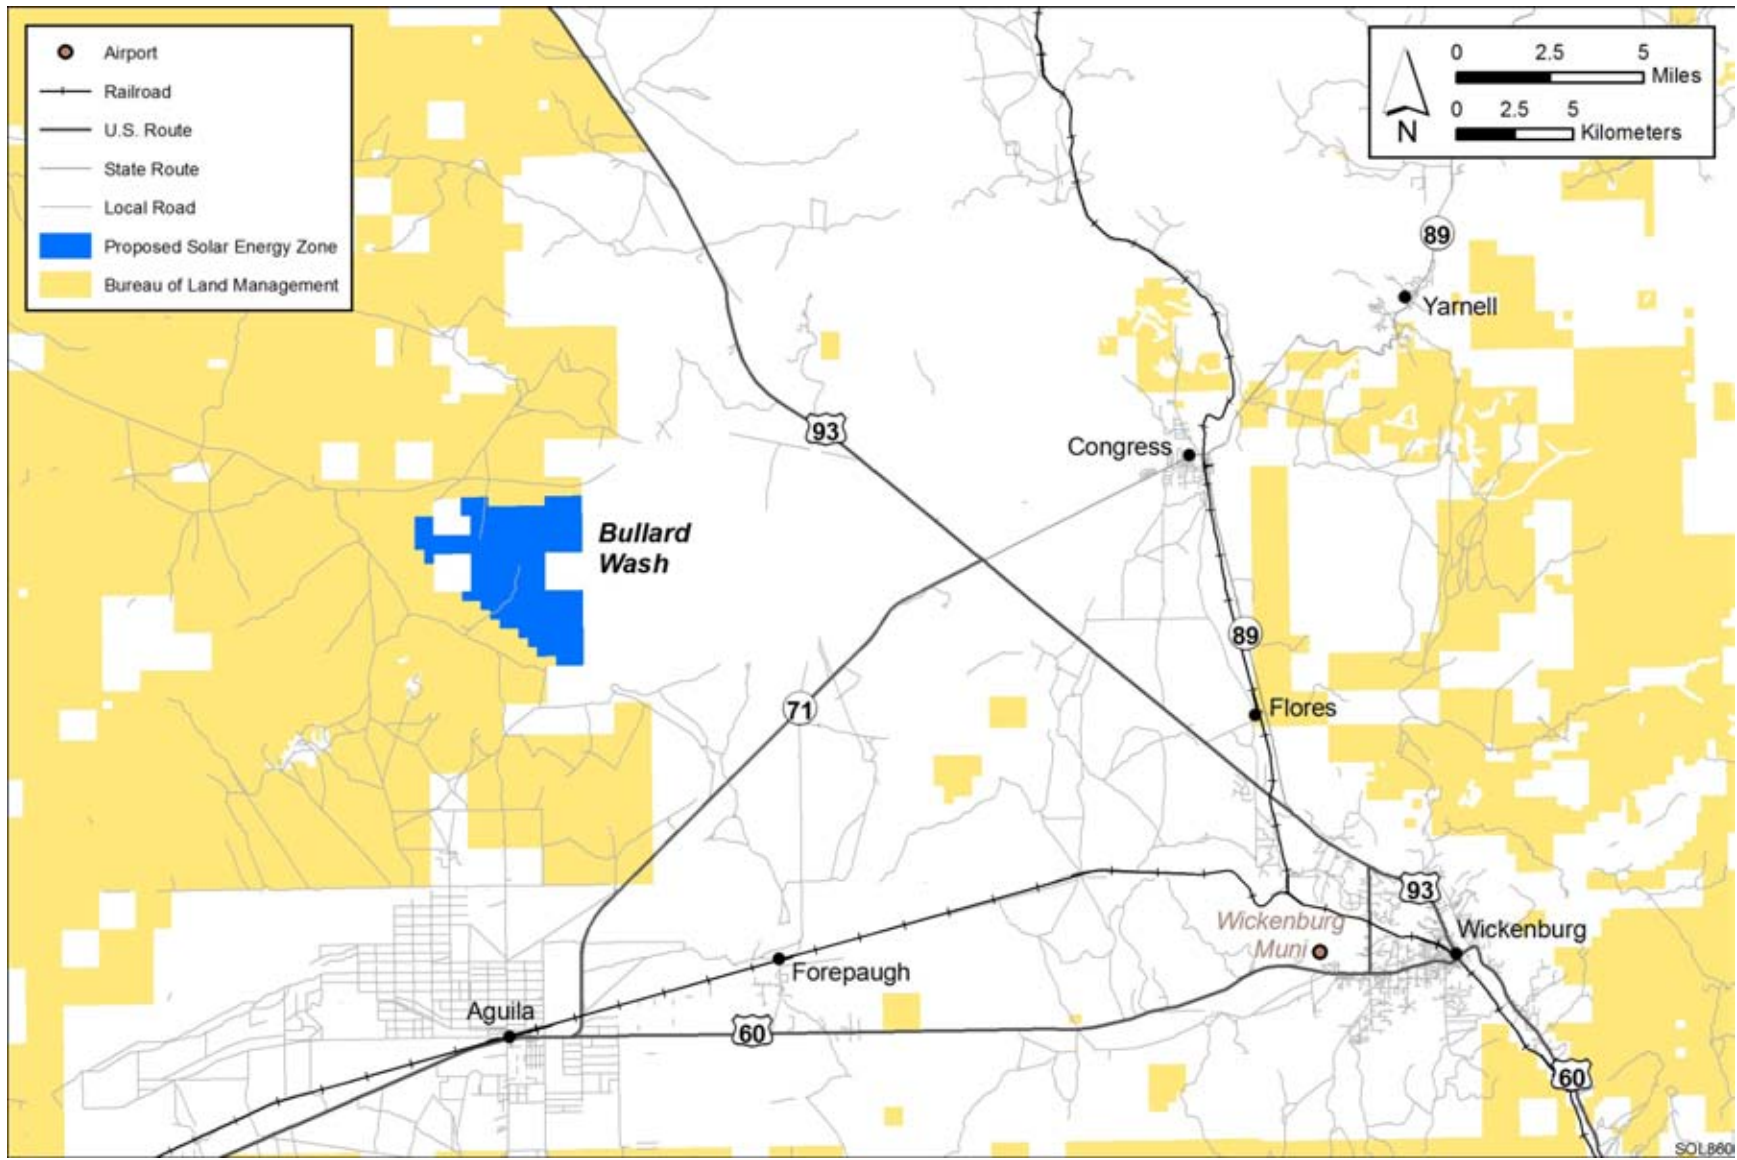 Airport
Railroad
U.S. Route
State Route
Local Road
Proposed Solar Energy Zone
Bureau of Land Management
0 2.5 5
Miles
0 2.5 5
Kilometers
N
89
Yarnell
93
Congress
Bullard
Wash
89
71
Flores
93
Wickenburg
Muni
Wickenburg
Forepaugh
Aguila
60
60